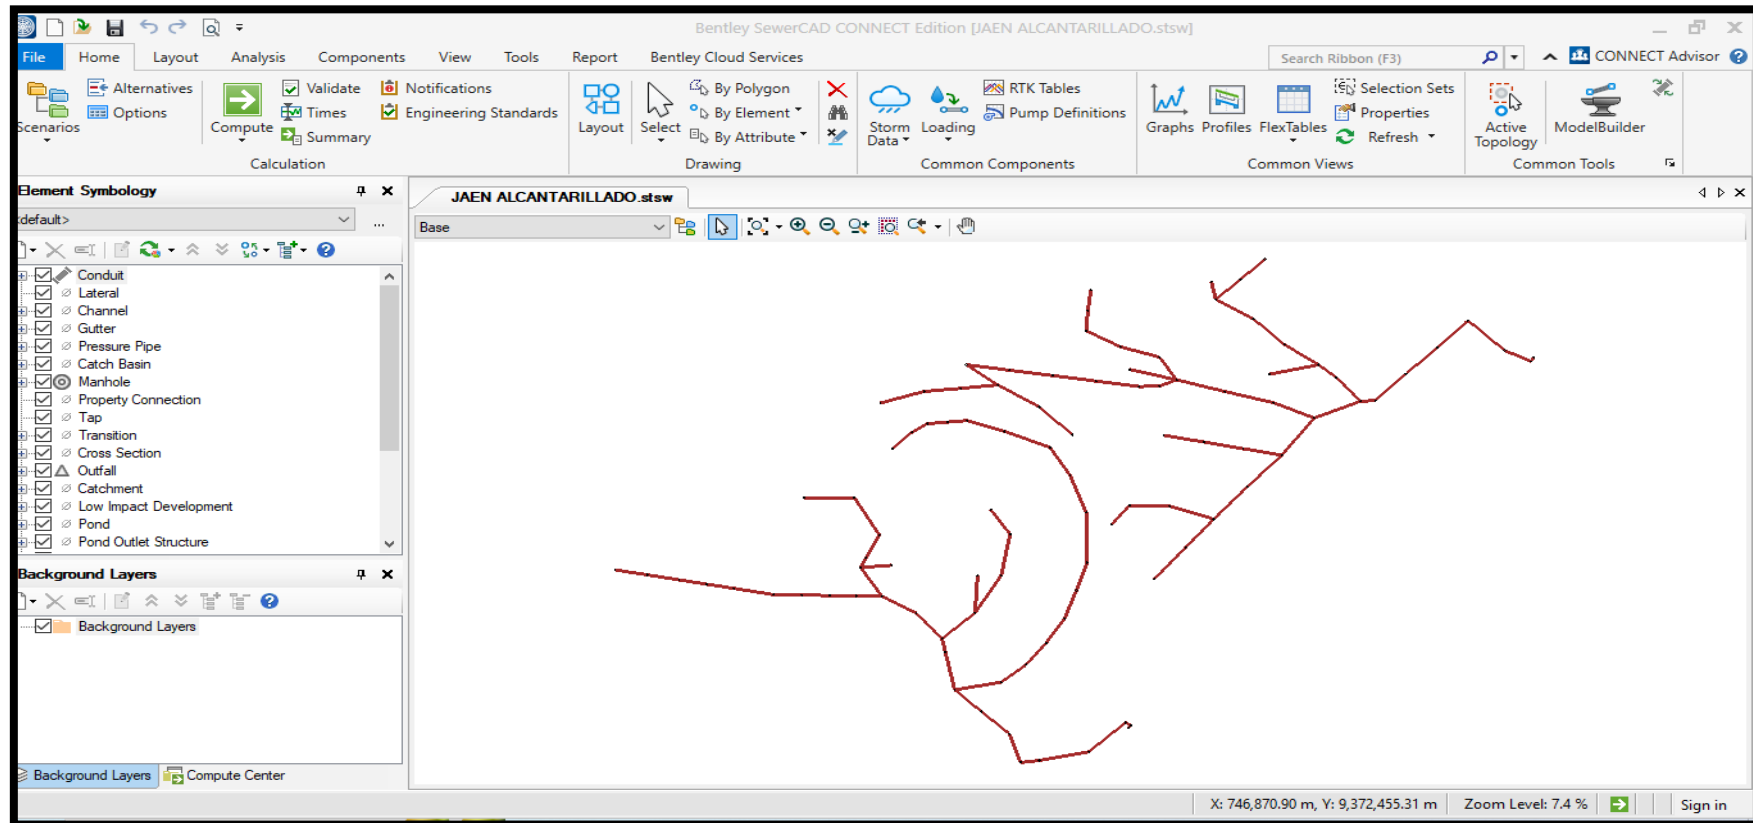 Bentley SewerCAD CONNECT Edition [JAEN ALCANTARILLADO.stsw]
File Home Layout Analysis Components View Tools Report Bentley Cloud Services Search Ribbon (F3) CONNECT Advisor
Alternatives Validate Notifications By Polygon RTK Tables Selection Sets
Options Times Engineering Standards By Element Pump Definitions Properties
Scenarios Compute Summary Layout Select By Attribute Storm Data Loading Graphs Profiles FlexTables Refresh Active Topology ModelBuilder
Calculation Drawing Common Components Common Views Common Tools
Element Symbology
<default>
...
Conduit
Lateral
Channel
Gutter
Pressure Pipe
Catch Basin
Manhole
Property Connection
Tap
Transition
Cross Section
Outfall
Catchment
Low Impact Development
Pond
Pond Outlet Structure
Background Layers
Background Layers
Background Layers Compute Center
JAEN ALCANTARILLADO.stsw
Base
X: 746,870.90 m, Y: 9,372,455.31 m Zoom Level: 7.4 % Sign in